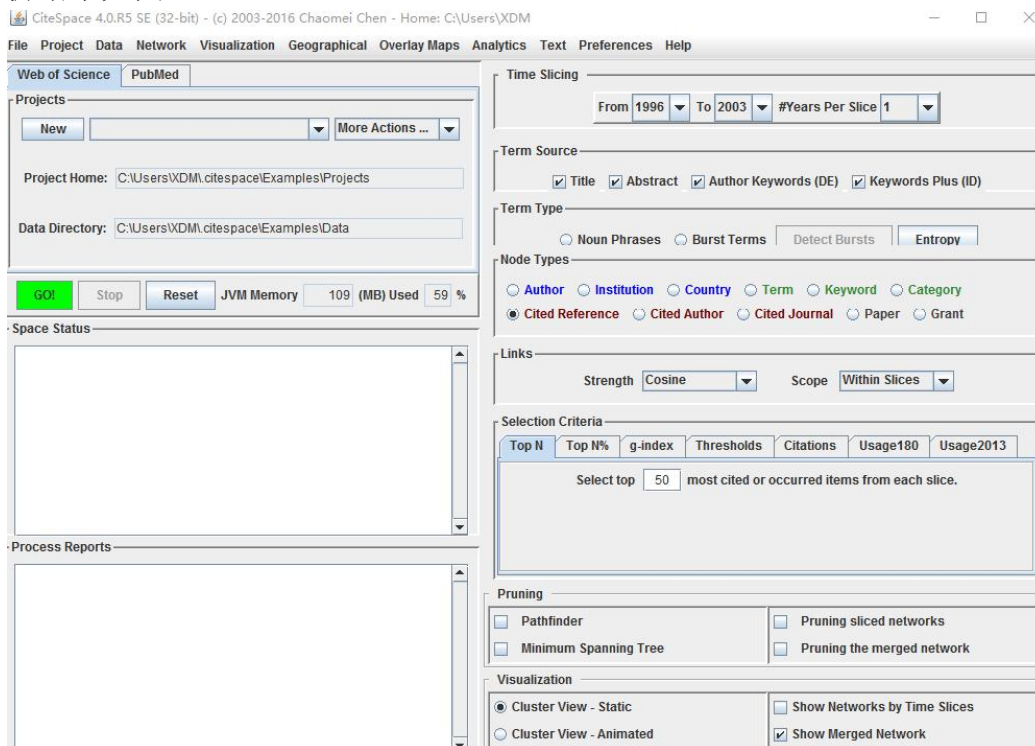 CiteSpace 4.0.R5 SE (32-bit) - (c) 2003-2016 Chaomei Chen - Home: C:\Users\XDM
File Project Data Network Visualization Geographical Overlay Maps Analytics Text Preferences Help
Web of Science PubMed
Projects
New More Actions ...
Project Home: C:\Users\XDM\.citespace\Examples\Projects
Data Directory: C:\Users\XDM\.citespace\Examples\Data
GO! Stop Reset JVM Memory 109 (MB) Used 59 %
Space Status
Process Reports
Time Slicing
From 1996 To 2003 #Years Per Slice 1
Term Source
Title Abstract Author Keywords (DE) Keywords Plus (ID)
Term Type
Noun Phrases Burst Terms Detect Bursts Entropy
Node Types
Author Institution Country Term Keyword Category
Cited Reference Cited Author Cited Journal Paper Grant
Links
Strength Cosine Scope Within Slices
Selection Criteria
Top N Top N% g-index Thresholds Citations Usage180 Usage2013
Select top 50 most cited or occurred items from each slice.
Pruning
Pathfinder Pruning sliced networks
Minimum Spanning Tree Pruning the merged network
Visualization
Cluster View - Static Show Networks by Time Slices
Cluster View - Animated Show Merged Network